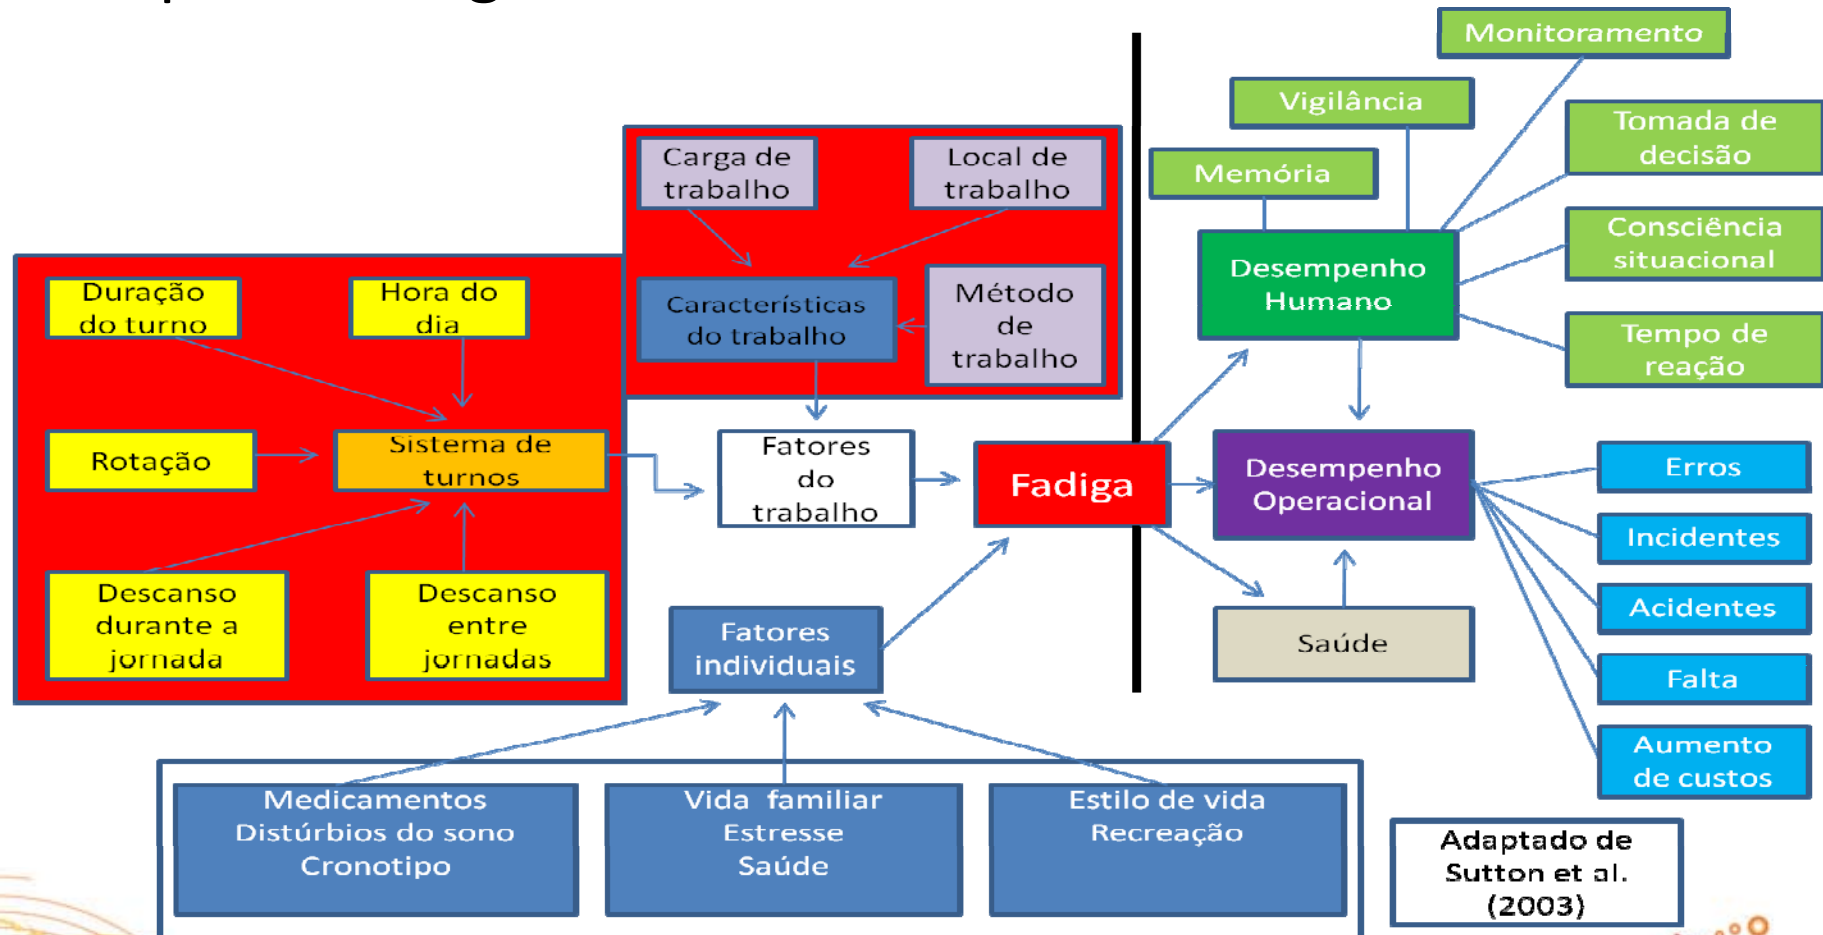 Monitoramento
Vigilância
Tomada de
decisão
Memória
Carga de
trabalho
Local de
trabalho
Consciência
situacional
Desempenho
Humano
Duração
do turno
Hora do
dia
Características
do trabalho
Método
de
trabalho
Tempo de
reação
Rotação
Sistema de
turnos
Fatores
do
trabalho
Fadiga
Desempenho
Operacional
Erros
Incidentes
Descanso
durante a
jornada
Descanso
entre
jornadas
Fatores
individuais
Saúde
Acidentes
Falta
Aumento
de custos
Medicamentos
Distúrbios do sono
Cronotipo
Vida familiar
Estresse
Saúde
Estilo de vida
Recreação
Adaptado de
Sutton et al.
(2003)